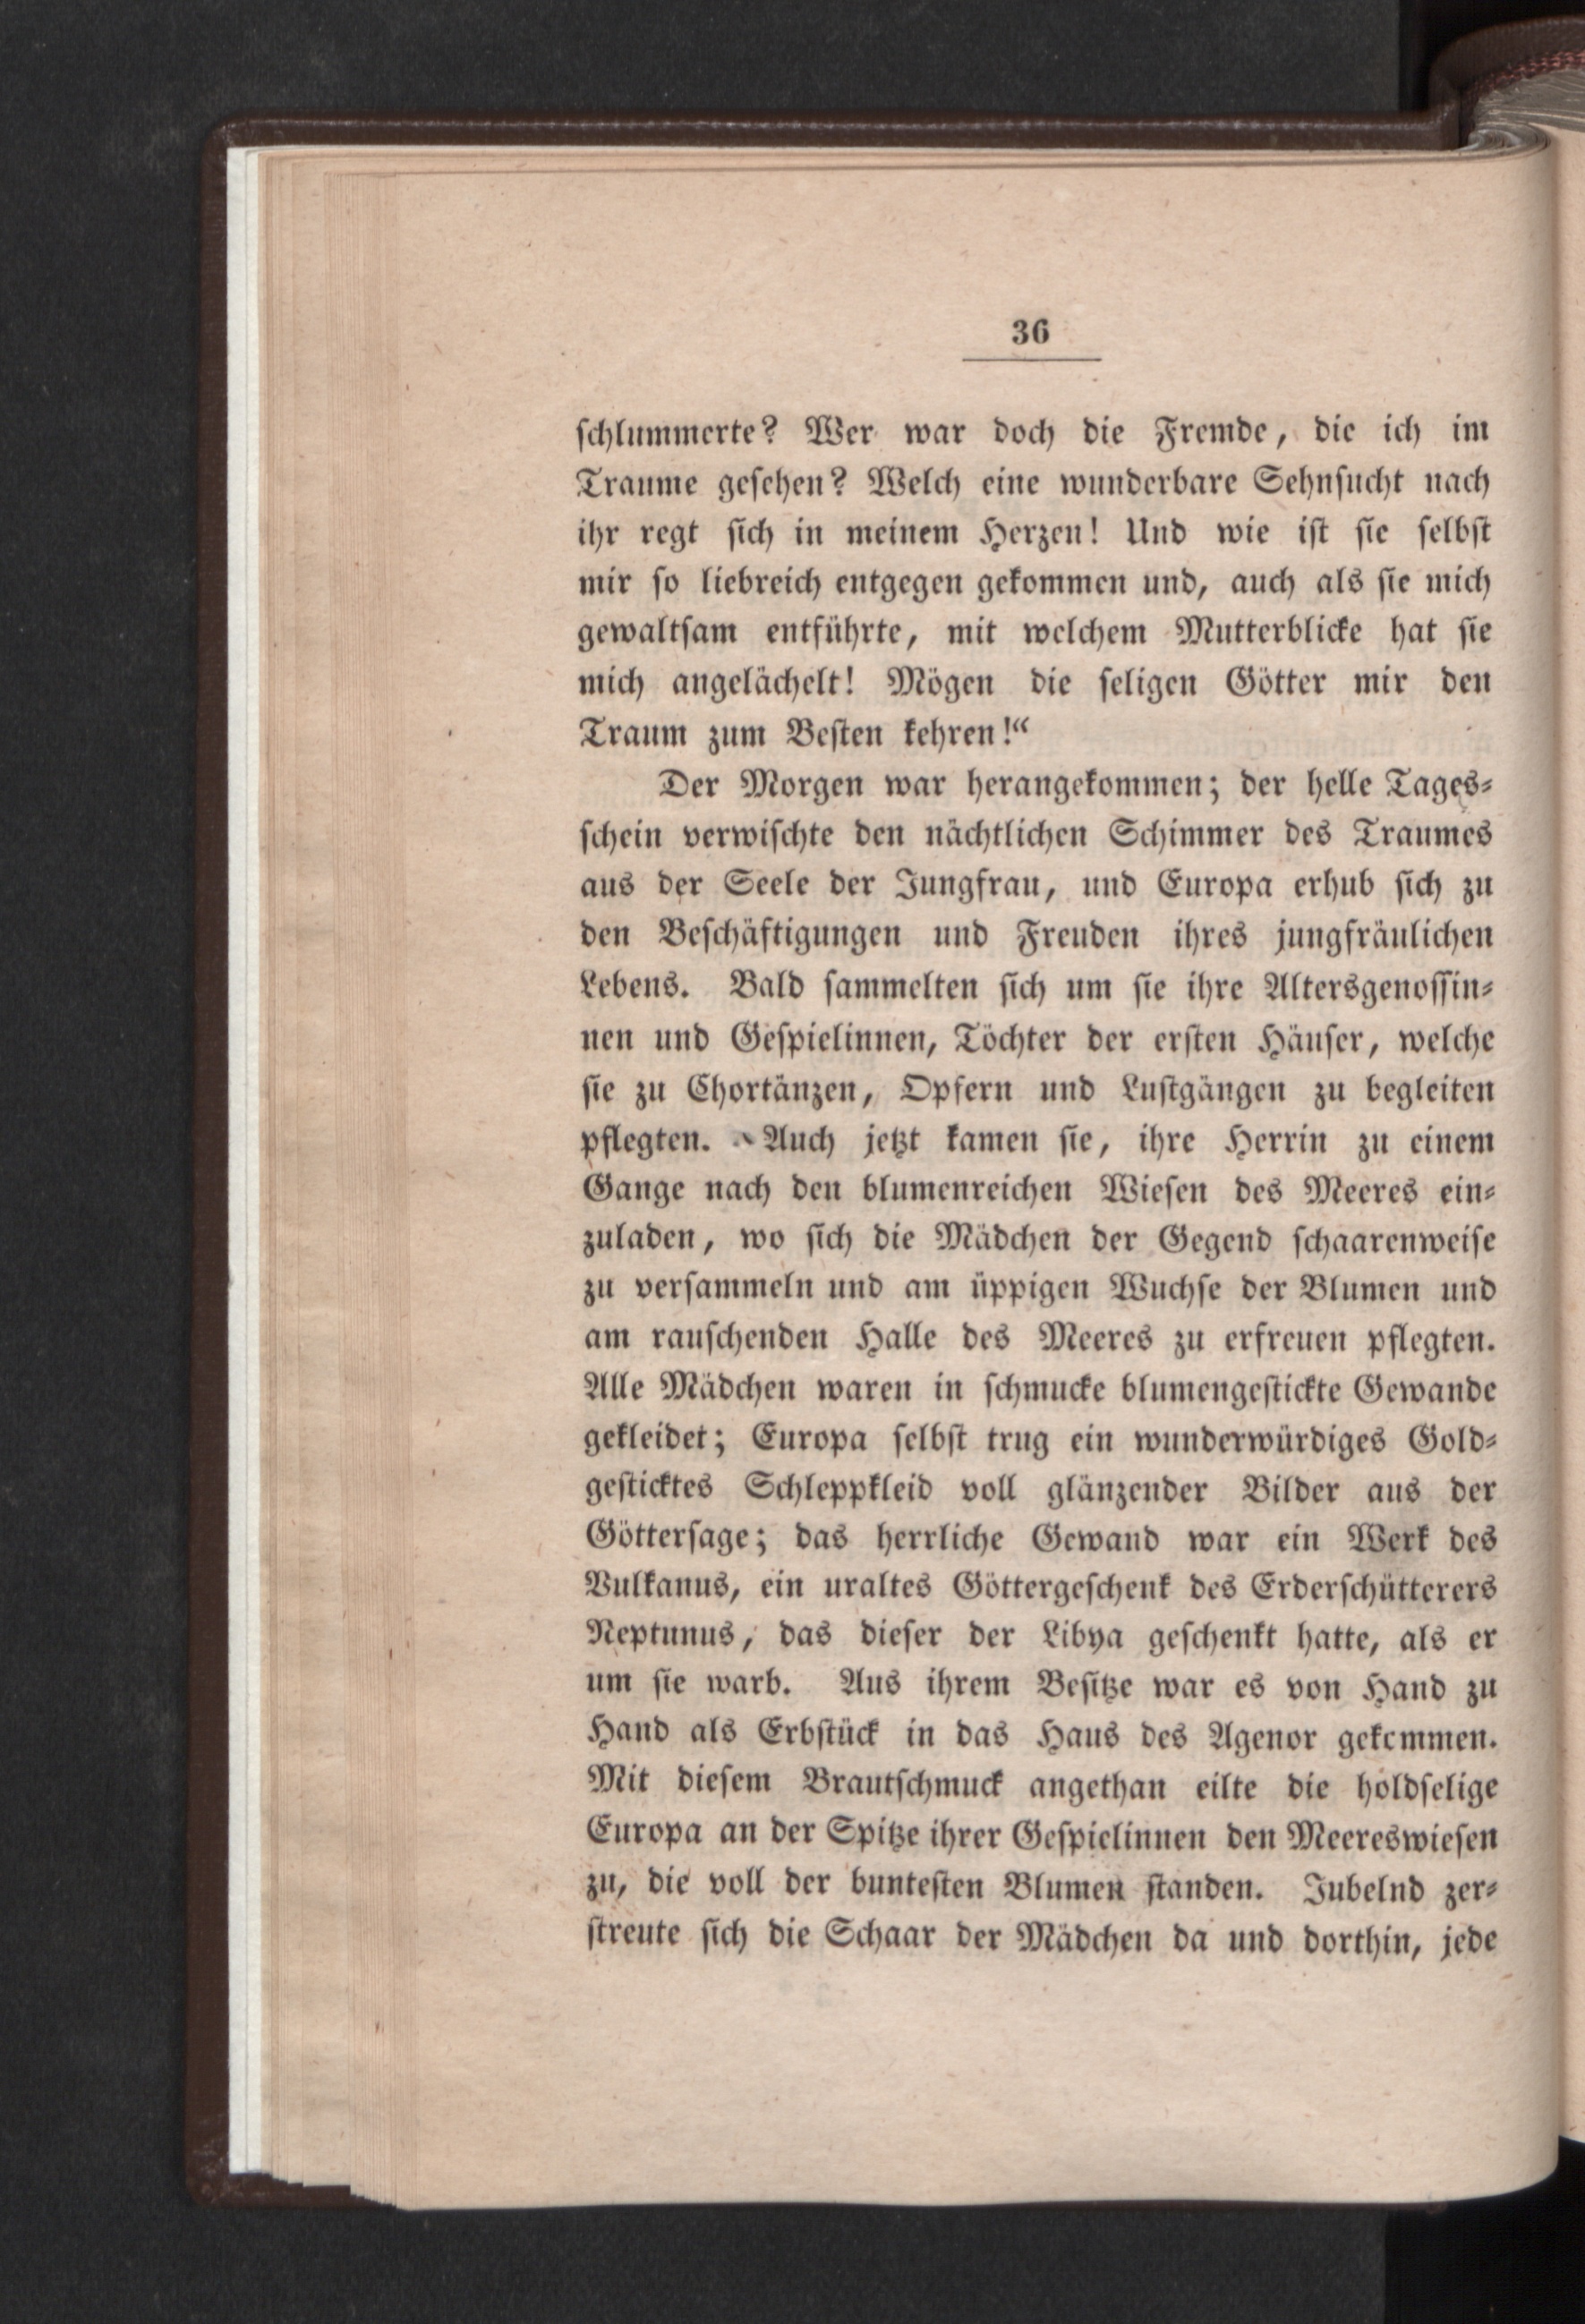 36
schlummerte? Wer war doch die Fremde, die ich im
Traume gesehen? Welch eine wunderbare Sehnsucht nach
ihr regt sich in meinem Herzen! Und wie ist sie selbst
mir so liebreich entgegen gekommen und, auch als sie mich
gewaltsam entführte, mit welchem Mutterblicke hat sie
mich angelächelt! Mögen die seligen Götter mir den
Traum zum Besten kehren!“
Der Morgen war herangekommen; der helle Tages-
schein verwischte den nächtlichen Schimmer des Traumes
aus der Seele der Jungfrau, und Europa erhub sich zu
den Beschäftigungen und Freuden ihres jungfräulichen
Lebens. Bald sammelten sich um sie ihre Altersgenossin-
nen und Gespielinnen, Töchter der ersten Häuser, welche
sie zu Chortänzen, Opfern und Lustgängen zu begleiten
pflegten. Auch jetzt kamen sie, ihre Herrin zu einem
Gange nach den blumenreichen Wiesen des Meeres ein-
zuladen, wo sich die Mädchen der Gegend schaarenweise
zu versammeln und am üppigen Wuchse der Blumen und
am rauschenden Halle des Meeres zu erfreuen pflegten.
Alle Mädchen waren in schmucke blumengestickte Gewande
gekleidet; Europa selbst trug ein wunderwürdiges Gold-
gesticktes Schleppkleid voll glänzender Bilder aus der
Göttersage; das herrliche Gewand war ein Werk des
Vulkanus, ein uraltes Göttergeschenk des Erderschütterers
Neptunus, das dieser der Libya geschenkt hatte, als er
um sie warb. Aus ihrem Besitze war es von Hand zu
Hand als Erbstück in das Haus des Agenor gekommen.
Mit diesem Brautschmuck angethan eilte die holdselige
Europa an der Spitze ihrer Gespielinnen den Meereswiesen
zu, die voll der buntesten Blumen standen. Jubelnd zer-
streute sich die Schaar der Mädchen da und dorthin, jede